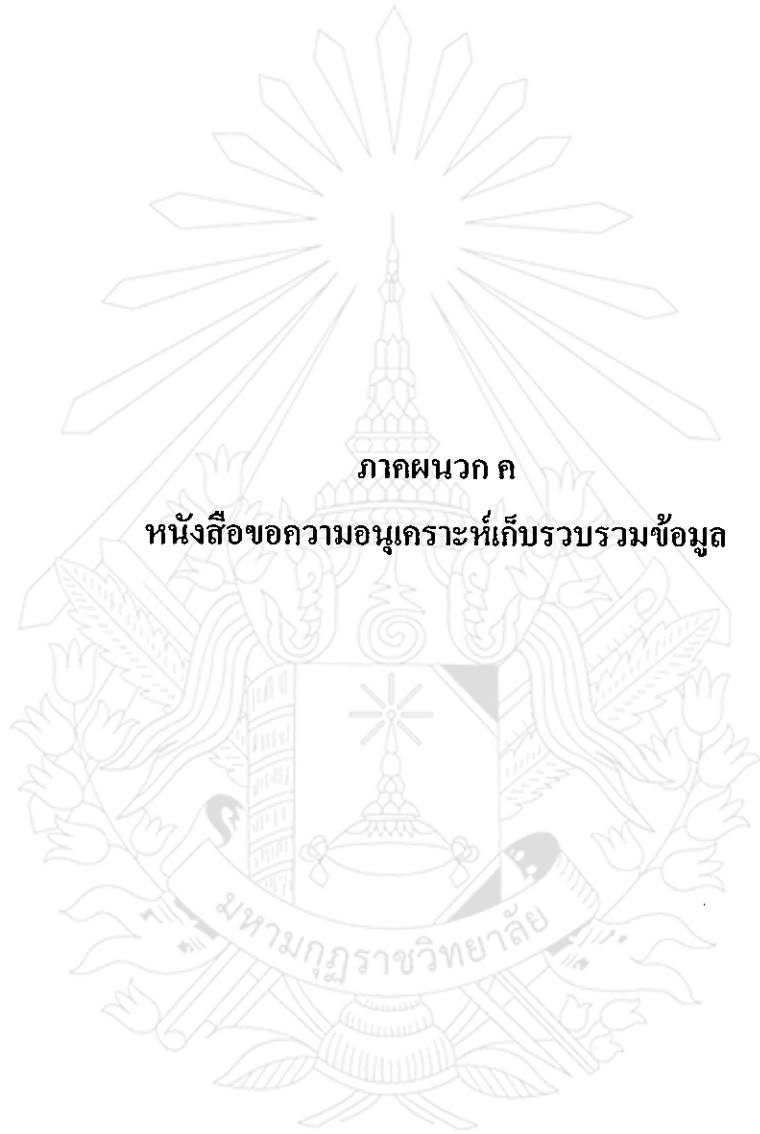 ภาคผนวก ค
หนังสือขอความอนุเคราะห์เก็บรวบรวมข้อมูล
มหามกุฏราชวิทยาลัย